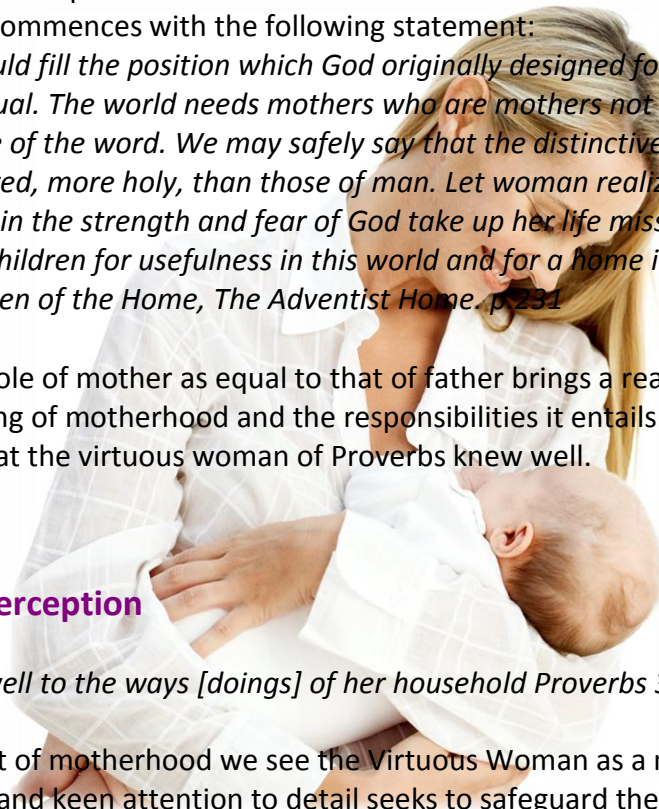 ommences with the following statement:
uld fill the position which God originally designed fo
ual. The world needs mothers who are mothers not
e of the word. We may safely say that the distinctive
ed, more holy, than those of man. Let woman realiz
in the strength and fear of God take up her life miss
hildren for usefulness in this world and for a home i
en of the Home, The Adventist Home. p.231
ole of mother as equal to that of father brings a rea
ng of motherhood and the responsibilities it entails
at the virtuous woman of Proverbs knew well.
erception
vell to the ways [doings] of her household Proverbs 3
t of motherhood we see the Virtuous Woman as a m
and keen attention to detail seeks to safeguard the